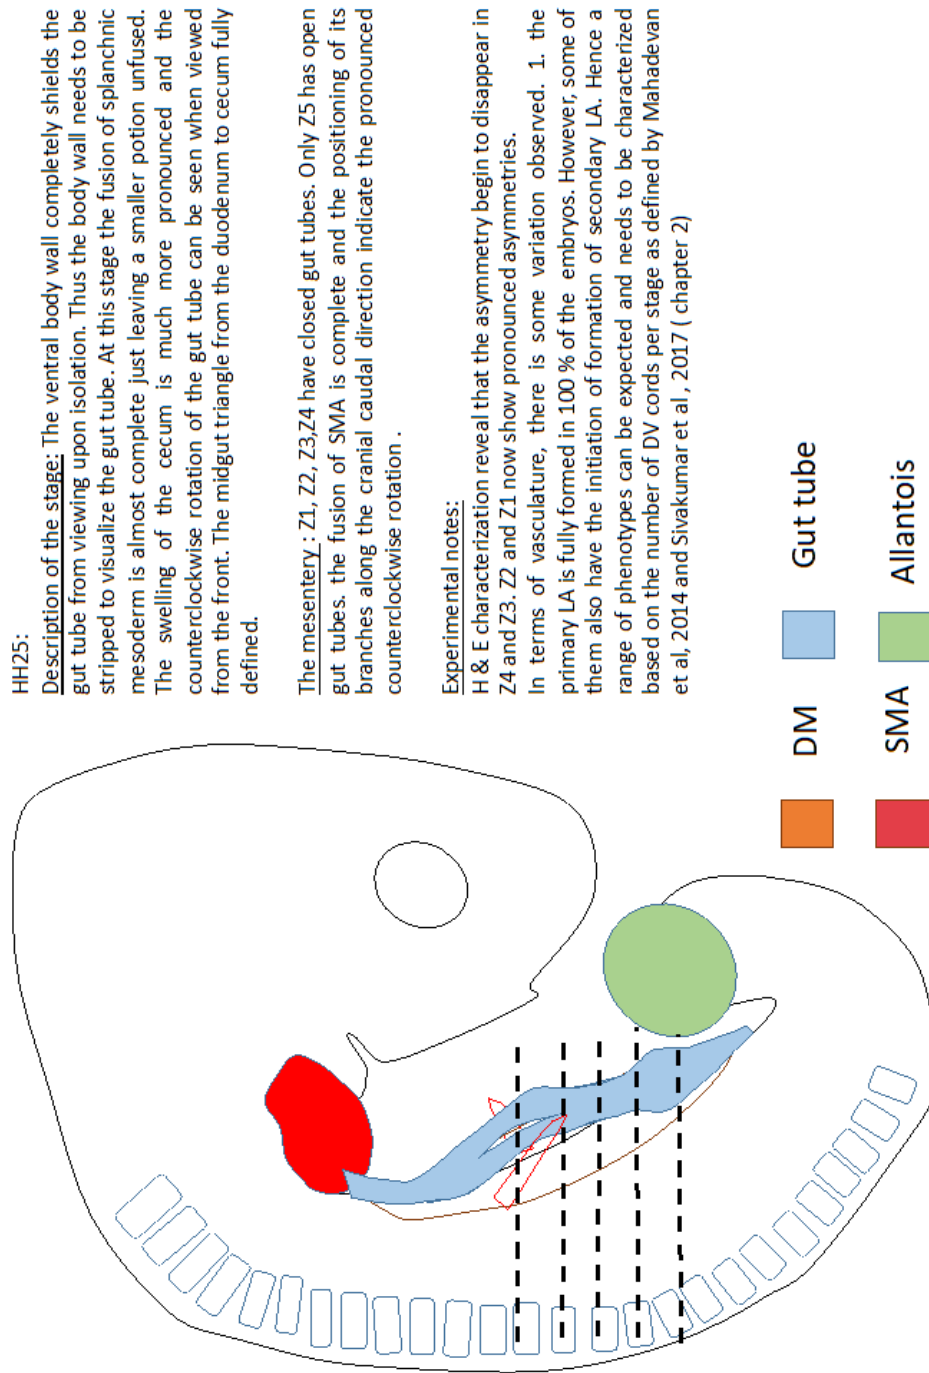 HH25:
Description of the stage: The ventral body wall completely shields the
gut tube from viewing upon isolation. Thus the body wall needs to be
stripped to visualize the gut tube. At this stage the fusion of splanchnic
mesoderm is almost complete just leaving a smaller potion unfused.
The swelling of the cecum is much more pronounced and the
counterclockwise rotation of the gut tube can be seen when viewed
from the front. The midgut triangle from the duodenum to cecum fully
defined.
The mesentery : Z1, Z2, Z3,Z4 have closed gut tubes. Only Z5 has open
gut tubes. the fusion of SMA is complete and the positioning of its
branches along the cranial caudal direction indicate the pronounced
counterclockwise rotation .
Experimental notes:
H & E characterization reveal that the asymmetry begin to disappear in
Z4 and Z3. Z2 and Z1 now show pronounced asymmetries.
In terms of vasculature, there is some variation observed. 1. the
primary LA is fully formed in 100 % of the embryos. However, some of
them also have the initiation of formation of secondary LA. Hence a
range of phenotypes can be expected and needs to be characterized
based on the number of DV cords per stage as defined by Mahadevan
et al, 2014 and Sivakumar et al , 2017 ( chapter 2)
DM Gut tube
SMA Allantois